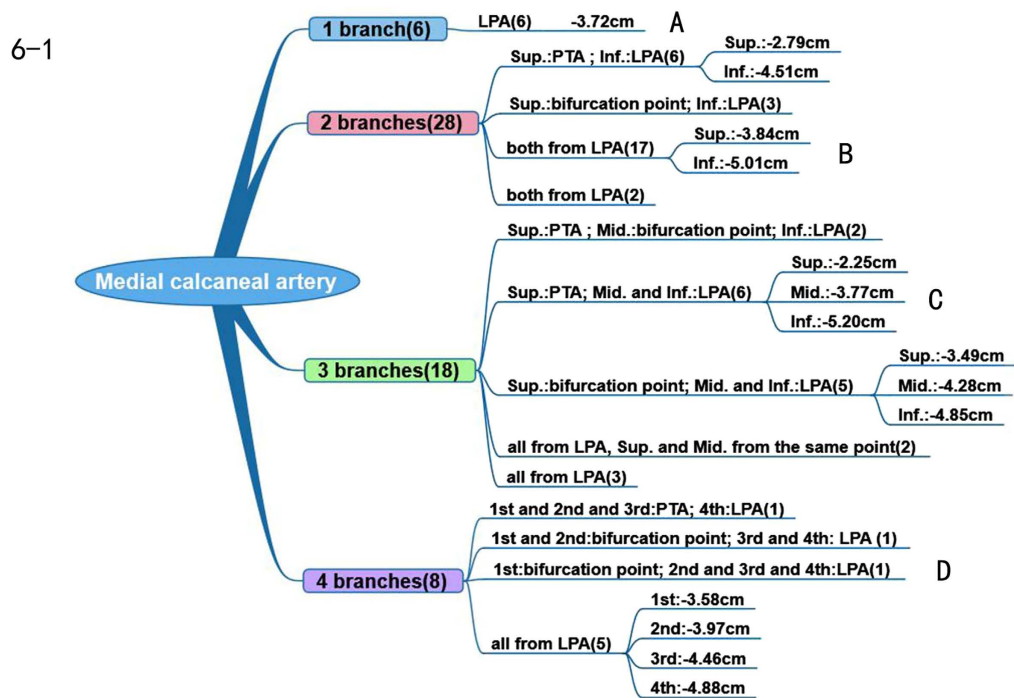 6-1
Medial calcaneal artery
1 branch(6)
LPA(6) -3.72cm
A
2 branches(28)
Sup.:PTA ; Inf.:LPA(6)
Sup.:-2.79cm
Inf.:-4.51cm
Sup.:bifurcation point; Inf.:LPA(3)
both from LPA(17)
Sup.:-3.84cm
Inf.:-5.01cm
B
both from LPA(2)
3 branches(18)
Sup.:PTA ; Mid.:bifurcation point; Inf.:LPA(2)
Sup.:PTA; Mid. and Inf.:LPA(6)
Sup.:-2.25cm
Mid.:-3.77cm
Inf.:-5.20cm
C
Sup.:bifurcation point; Mid. and Inf.:LPA(5)
Sup.:-3.49cm
Mid.:-4.28cm
Inf.:-4.85cm
all from LPA, Sup. and Mid. from the same point(2)
all from LPA(3)
4 branches(8)
1st and 2nd and 3rd:PTA; 4th:LPA(1)
1st and 2nd:bifurcation point; 3rd and 4th: LPA (1)
1st:bifurcation point; 2nd and 3rd and 4th:LPA(1)
D
all from LPA(5)
1st:-3.58cm
2nd:-3.97cm
3rd:-4.46cm
4th:-4.88cm